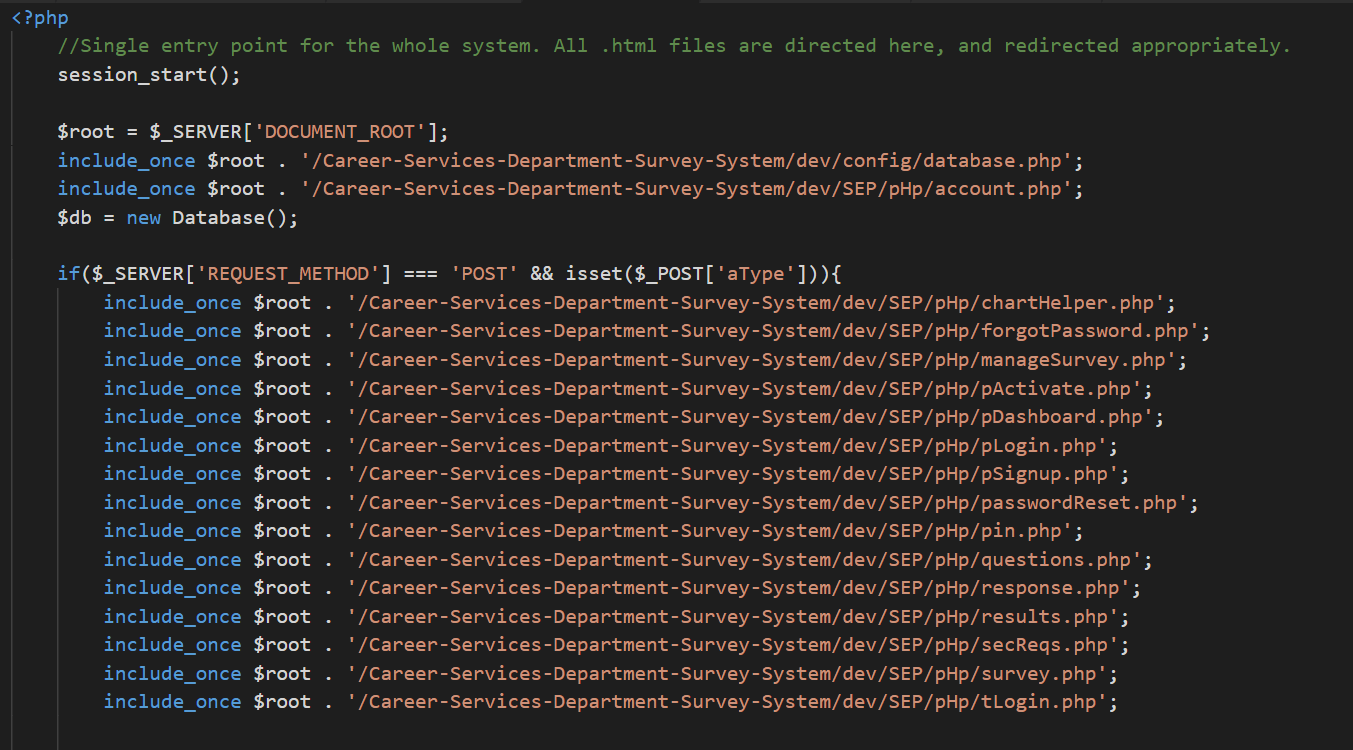 <?php
//Single entry point for the whole system. All .html files are directed here, and redirected appropriately.
session_start();
$root = $_SERVER['DOCUMENT_ROOT'];
include_once $root . '/Career-Services-Department-Survey-System/dev/config/database.php';
include_once $root . '/Career-Services-Department-Survey-System/dev/SEP/pHp/account.php';
$db = new Database();
if($_SERVER['REQUEST_METHOD'] === 'POST' && isset($_POST['aType'])){
include_once $root . '/Career-Services-Department-Survey-System/dev/SEP/pHp/chartHelper.php';
include_once $root . '/Career-Services-Department-Survey-System/dev/SEP/pHp/forgotPassword.php';
include_once $root . '/Career-Services-Department-Survey-System/dev/SEP/pHp/manageSurvey.php';
include_once $root . '/Career-Services-Department-Survey-System/dev/SEP/pHp/pActivate.php';
include_once $root . '/Career-Services-Department-Survey-System/dev/SEP/pHp/pDashboard.php';
include_once $root . '/Career-Services-Department-Survey-System/dev/SEP/pHp/pLogin.php';
include_once $root . '/Career-Services-Department-Survey-System/dev/SEP/pHp/pSignup.php';
include_once $root . '/Career-Services-Department-Survey-System/dev/SEP/pHp/passwordReset.php';
include_once $root . '/Career-Services-Department-Survey-System/dev/SEP/pHp/pin.php';
include_once $root . '/Career-Services-Department-Survey-System/dev/SEP/pHp/questions.php';
include_once $root . '/Career-Services-Department-Survey-System/dev/SEP/pHp/response.php';
include_once $root . '/Career-Services-Department-Survey-System/dev/SEP/pHp/results.php';
include_once $root . '/Career-Services-Department-Survey-System/dev/SEP/pHp/secReqs.php';
include_once $root . '/Career-Services-Department-Survey-System/dev/SEP/pHp/survey.php';
include_once $root . '/Career-Services-Department-Survey-System/dev/SEP/pHp/tLogin.php';